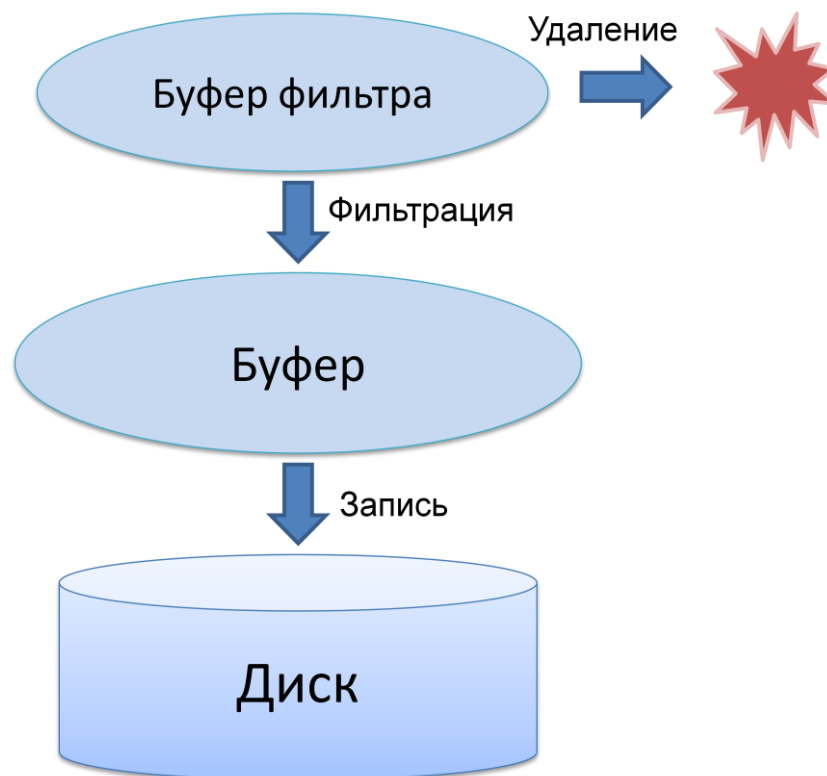 Удаление
Буфер фильтра
Фильтрация
Буфер
Запись
Диск